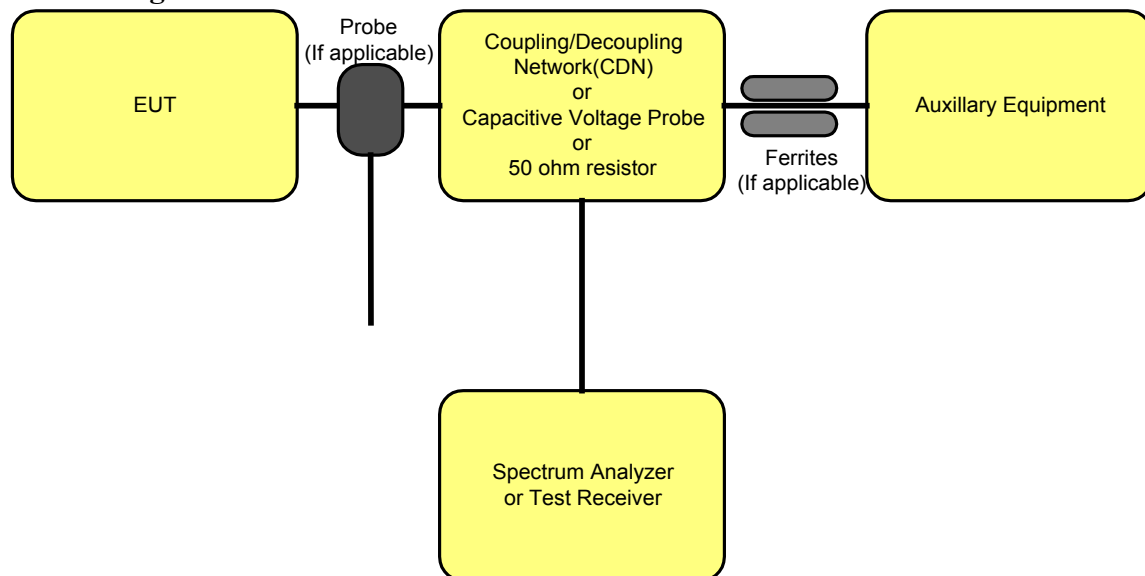 EUT
Probe
(If applicable)
Coupling/Decoupling
Network(CDN)
or
Capacitive Voltage Probe
or
50 ohm resistor
Ferrites
(If applicable)
Auxillary Equipment
Spectrum Analyzer
or Test Receiver